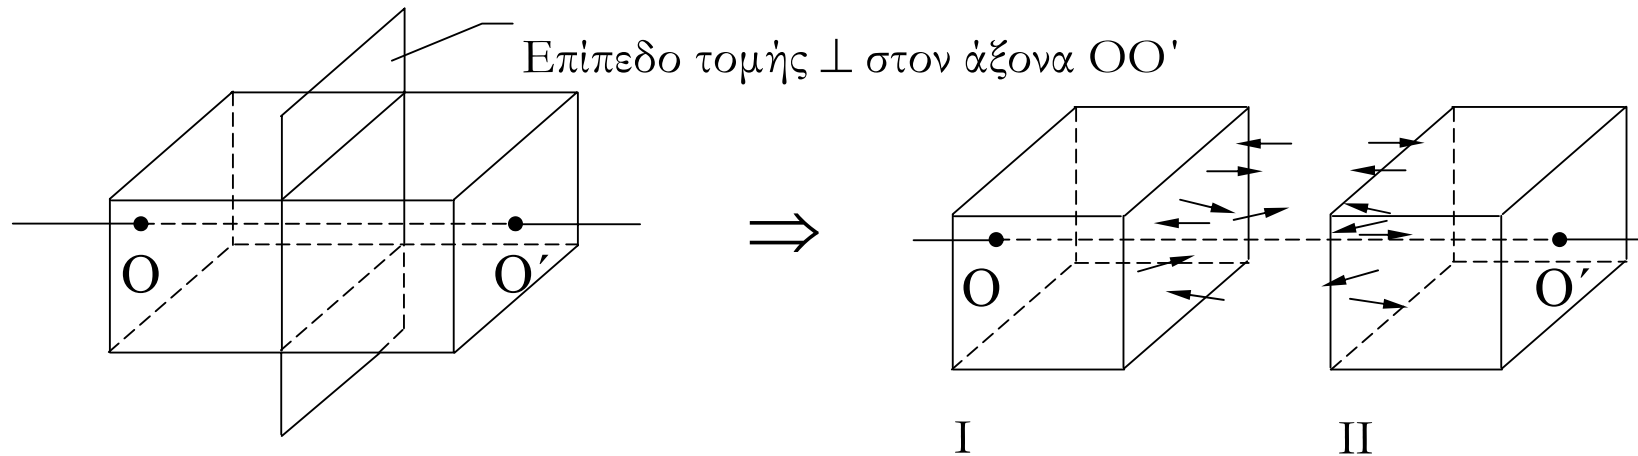 Επίπεδο τομής ⊥ στον άξονα ΟΟ΄
Ο Ο΄ ⇒ Ο Ο΄
Ι ΙΙ